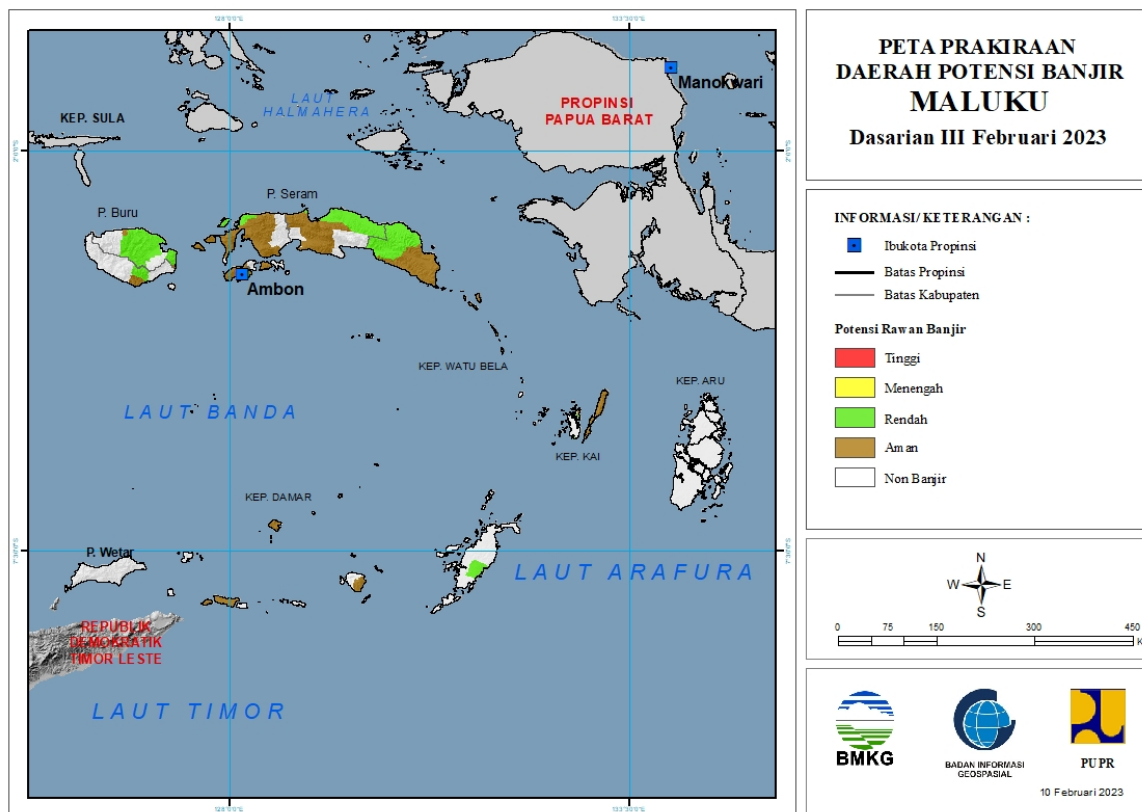 PETA PRAKIRAAN
DAERAH POTENSI BANJIR
MALUKU
Dasarian III Februari 2023
INFORMASI/KETERANGAN :
Ibukota Propinsi
Batas Propinsi
Batas Kabupaten
Potensi Rawan Banjir
Tinggi
Menengah
Rendah
Aman
Non Banjir
N
W
E
S
0
75
150
300
450
K
BMKG
BADAN INFORMASI
GEOSPASIAL
PUPR
10 Februari 2023
Manokwari
LAUT
HALMAHERA
PROPINSI
PAPUA BARAT
KEP. SULA
P. Seram
P. Buru
Ambon
KEP. WATU BELA
KEP. ARU
LAUT BANDA
KEP. KAI
KEP. DAMAR
P. Wetar
LAUT ARAFURA
REPUBLIK
DEMOKRATIK
TIMOR LESTE
LAUT TIMOR